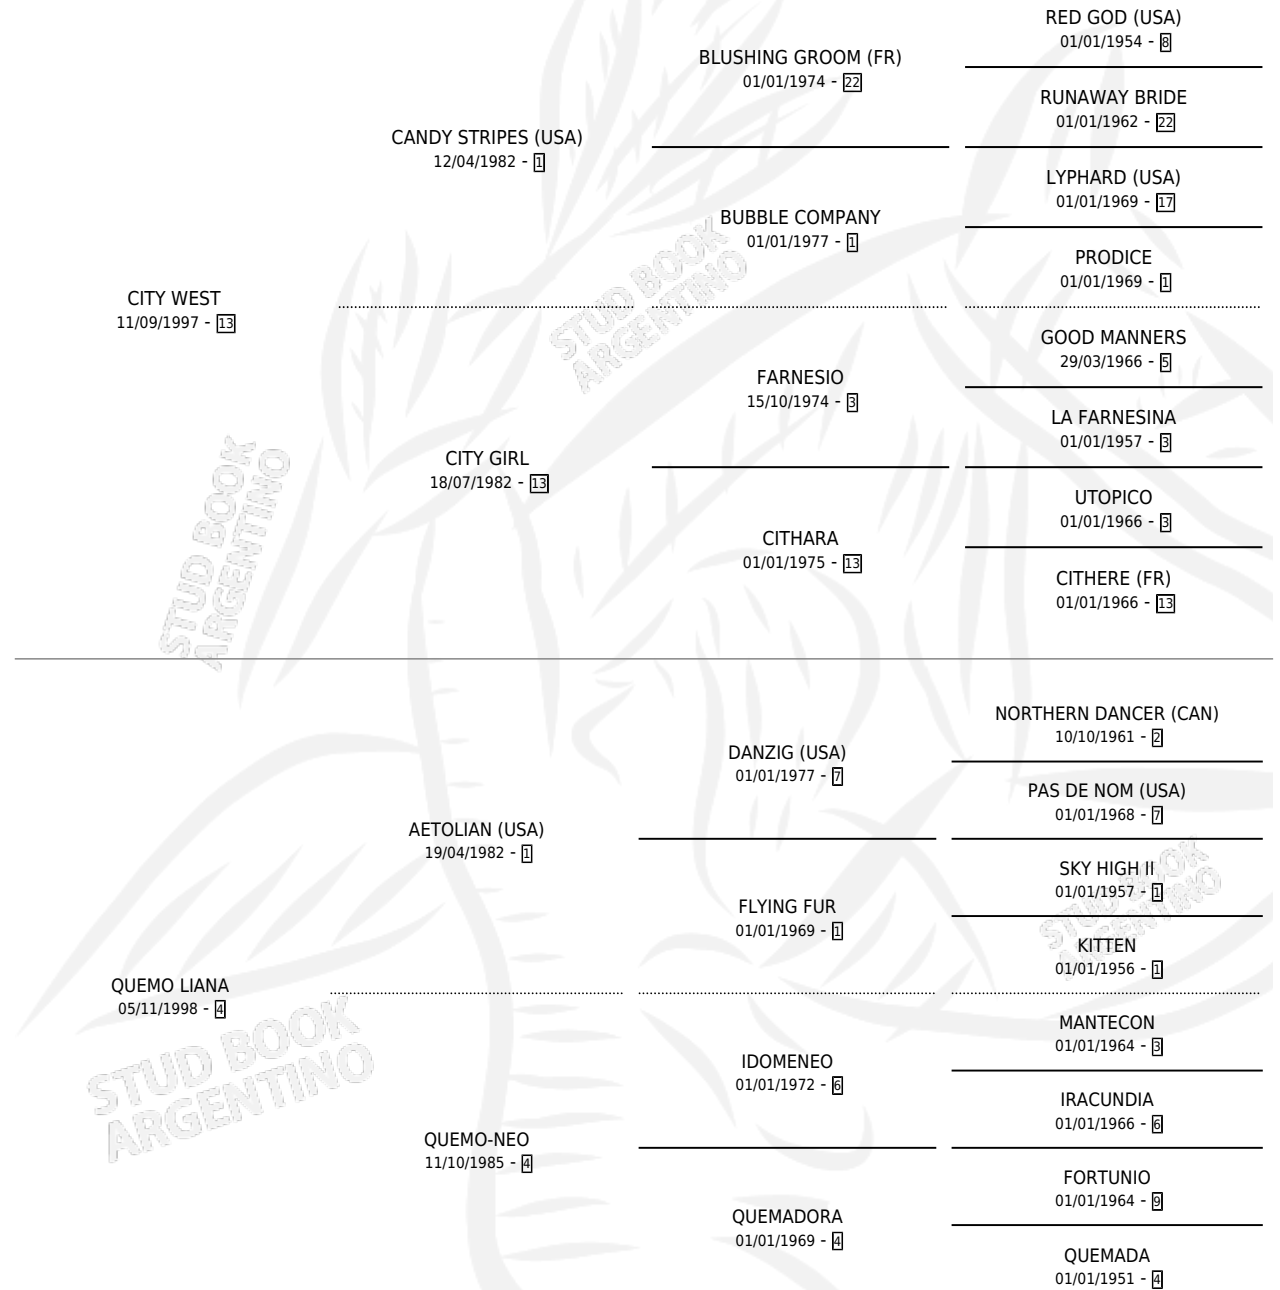 RED GOD (USA)
01/01/1954 - 8
BLUSHING GROOM (FR)
01/01/1974 - 22
RUNAWAY BRIDE
01/01/1962 - 22
CANDY STRIPES (USA)
12/04/1982 - 1
LYPHARD (USA)
01/01/1969 - 17
BUBBLE COMPANY
01/01/1977 - 1
PRODICE
01/01/1969 - 1
CITY WEST
11/09/1997 - 13
GOOD MANNERS
29/03/1966 - 5
FARNESIO
15/10/1974 - 3
LA FARNESINA
01/01/1957 - 3
CITY GIRL
18/07/1982 - 13
UTOPICO
01/01/1966 - 3
CITHARA
01/01/1975 - 13
CITHERE (FR)
01/01/1966 - 13
NORTHERN DANCER (CAN)
10/10/1961 - 2
DANZIG (USA)
01/01/1977 - 7
PAS DE NOM (USA)
01/01/1968 - 7
AETOLIAN (USA)
19/04/1982 - 1
SKY HIGH II
01/01/1957 - 1
FLYING FUR
01/01/1969 - 1
KITTEN
01/01/1956 - 1
QUEMO LIANA
05/11/1998 - 4
MANTECON
01/01/1964 - 3
IDOMENEO
01/01/1972 - 6
IRACUNDIA
01/01/1966 - 6
QUEMO-NEO
11/10/1985 - 4
FORTUNIO
01/01/1964 - 9
QUEMADORA
01/01/1969 - 4
QUEMADA
01/01/1951 - 4
STUD BOOK
ARGENTINO
STUD BOOK
ARGENTINO
STUD BOOK
ARGENTINO
STUD BOOK
ARGENTINO